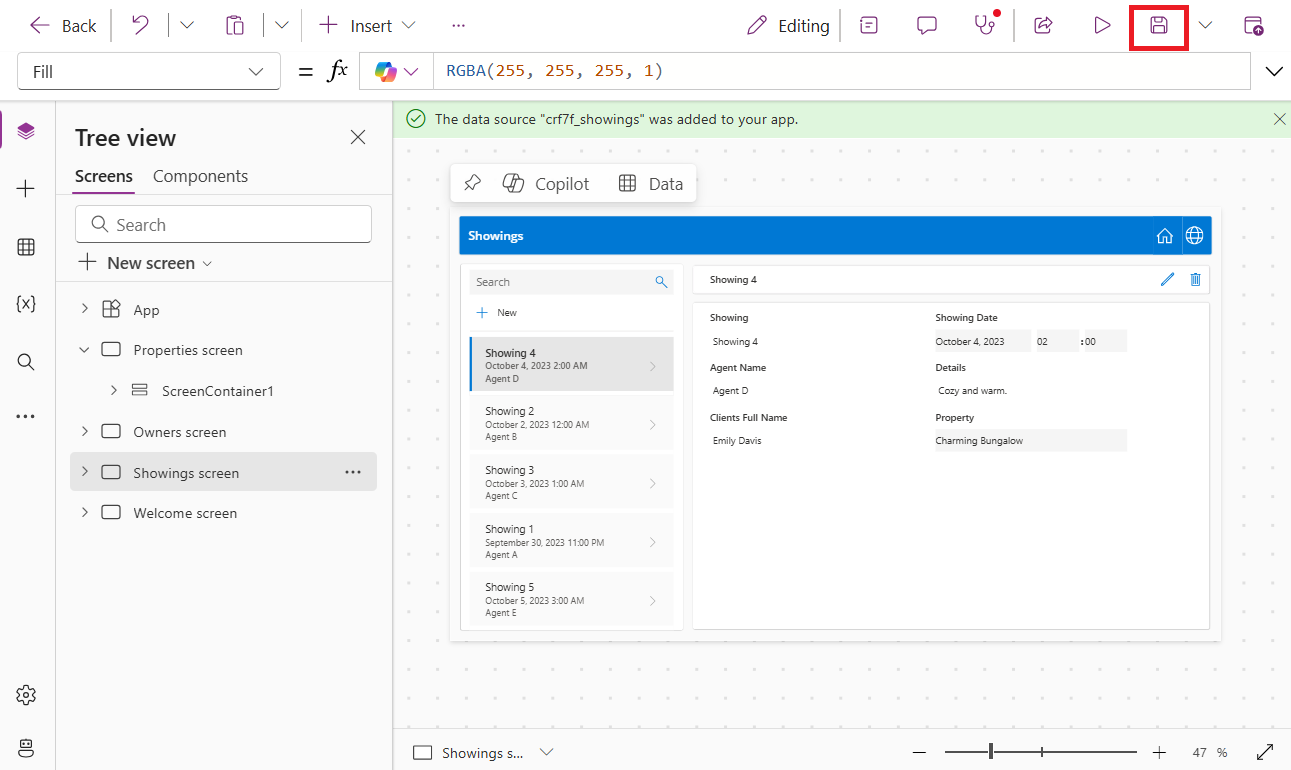 Back
Insert
Editing
Fill
= fx
RGBA(255, 255, 255, 1)
Tree view
Screens
Components
Search
New screen
App
Properties screen
ScreenContainer1
Owners screen
Showings screen
Welcome screen
The data source "crf7f_showings" was added to your app.
Copilot
Data
Showings
Search
New
Showing 4
October 4, 2023 2:00 AM
Agent D
Showing 2
October 2, 2023 12:00 AM
Agent B
Showing 3
October 3, 2023 1:00 AM
Agent C
Showing 1
September 30, 2023 11:00 PM
Agent A
Showing 5
October 5, 2023 3:00 AM
Agent E
Showing 4
Showing
Showing Date
Showing 4
October 4, 2023 02 :00
Agent Name
Details
Agent D
Cozy and warm.
Clients Full Name
Property
Emily Davis
Charming Bungalow
Showings s...
47 %